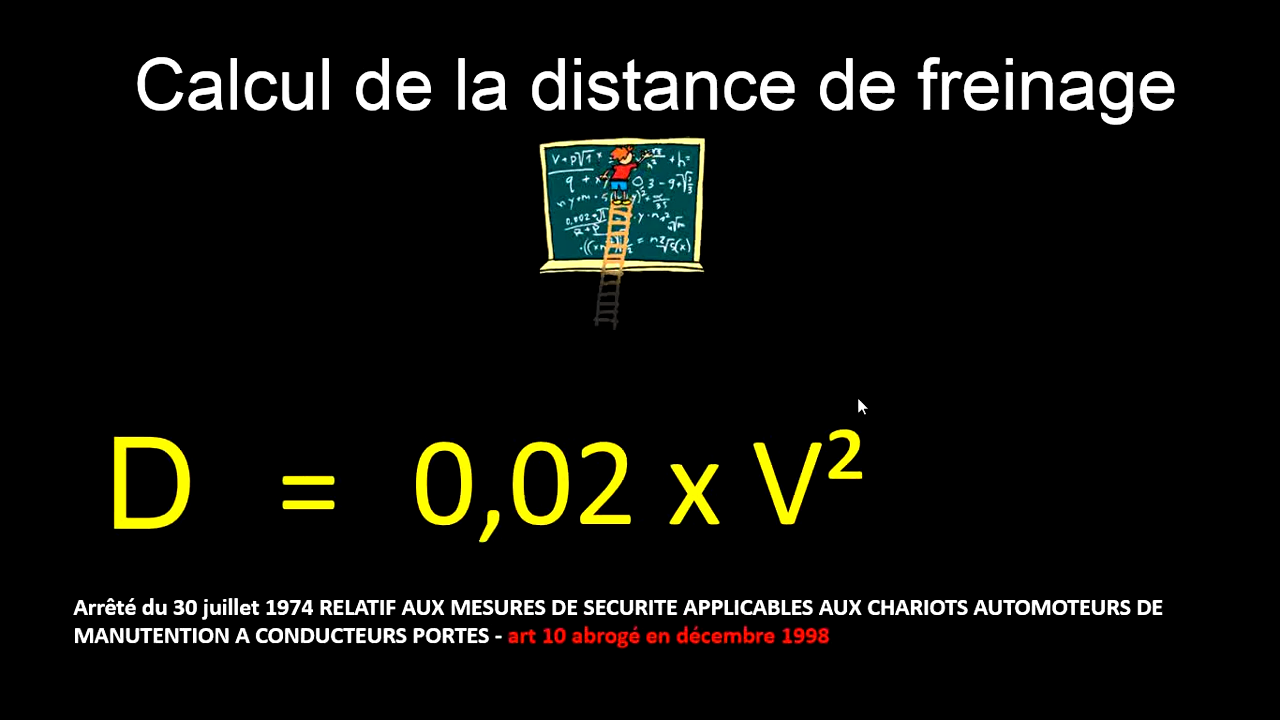 Calcul de la distance de freinage
D = 0,02 x V²
Arrêté du 30 juillet 1974 RELATIF AUX MESURES DE SECURITE APPLICABLES AUX CHARIOTS AUTOMOTEURS DE
MANUTENTION A CONDUCTEURS PORTES - art 10 abrogé en décembre 1998